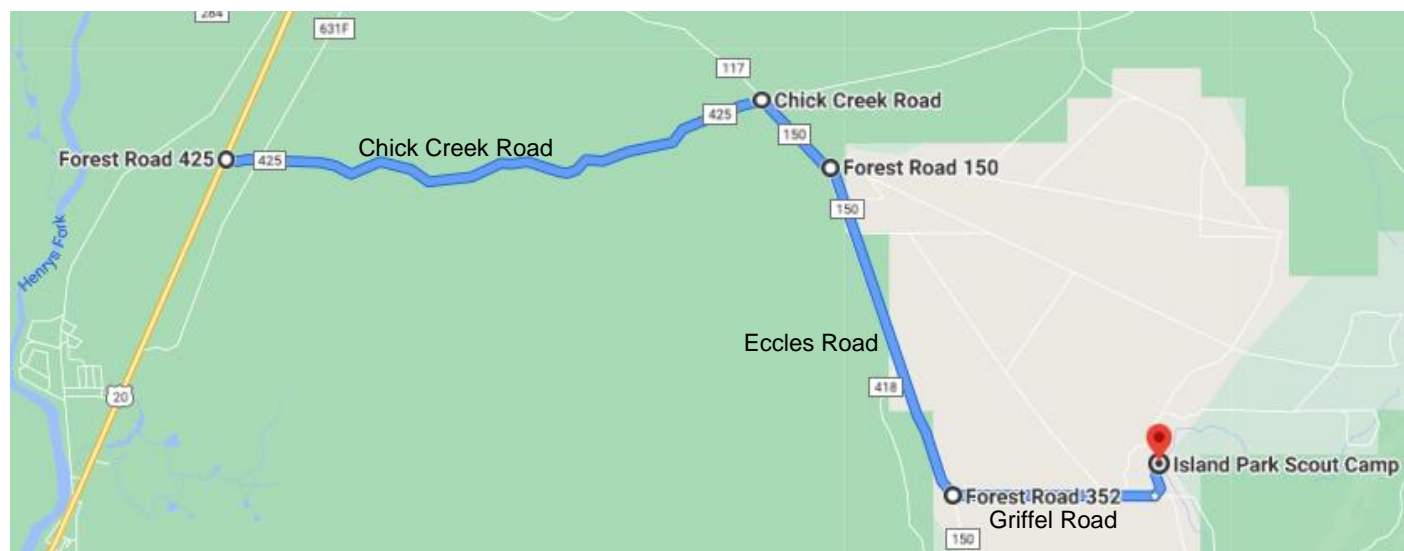 284
631F
117
Chick Creek Road
425
Chick Creek Road
150
Forest Road 425
425
Forest Road 150
150
Henrys Fork
Eccles Road
418
20
Island Park Scout Camp
Forest Road 352
Griffel Road
150